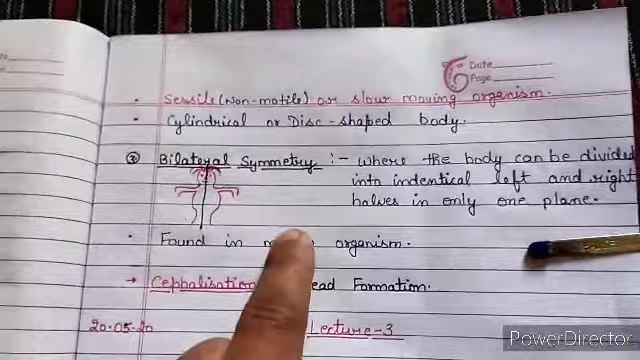 Date
Page
• Sessile (Non-motile) or slow moving organism.
• Cylindrical or Disc-shaped body.
② Bilateral Symmetry :- where the body can be divided
into indentical left and right
halves in only one plane.
• Found in organism.
→ Cephalisation Formation.
20.05.20 Lecture-3
PowerDirector